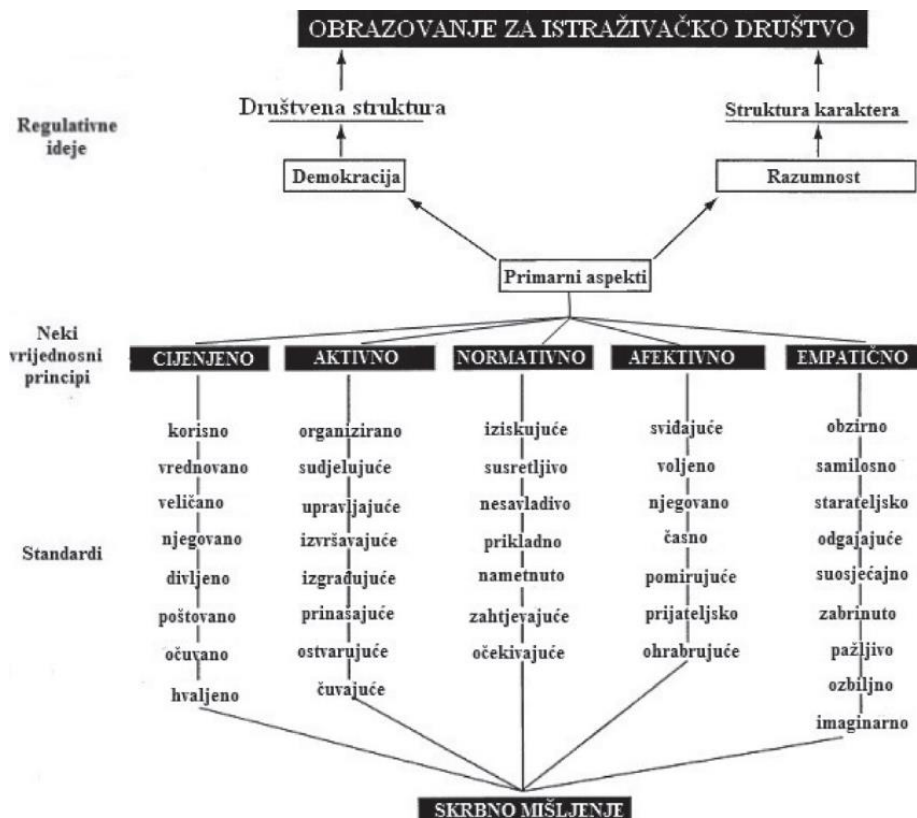 OBRAZOVANJE ZA ISTRAŽIVAČKO DRUŠTVO
Društvena struktura
Struktura karaktera
Regulativne
ideje
Demokracija
Razumnost
Primarni aspekti
Neki
vrijednosni
principi
CIJENJENO
AKTIVNO
NORMATIVNO
AFEKTIVNO
EMPATIČNO
Standardi
korisno
vrednovano
veličano
njegovano
divljeno
poštovano
očuvano
hvaljeno
organizirano
sudjelujuće
upravljajuće
izvršavajuće
izgrađujuće
prinašajuće
ostvarujuće
čuvajuće
iziskujuće
susretljivo
nesavladivo
prikladno
nametnuto
zahtjevajuće
očekivajuće
sviđajuće
voljeno
njegovano
časno
pomirujuće
prijateljsko
ohrabrujuće
obzirno
samilosno
starateljsko
odgajajuće
suosjećajno
zabrinuto
pažljivo
ozbiljno
imaginarno
SKRBNO MIŠLJENJE